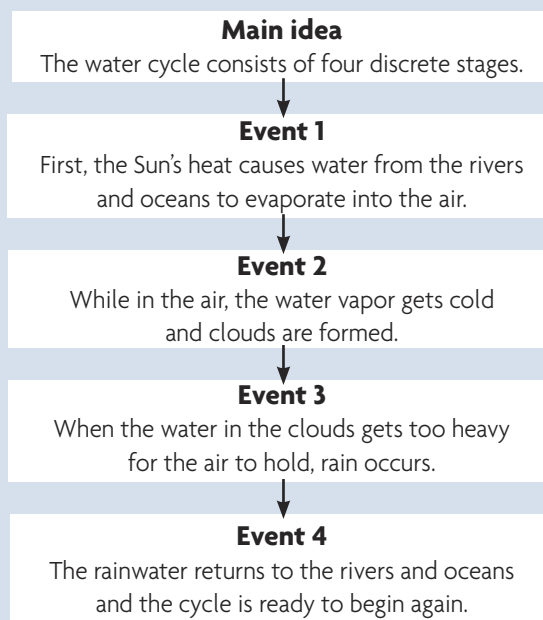 Main idea
The water cycle consists of four discrete stages.
Event 1
First, the Sun’s heat causes water from the rivers
and oceans to evaporate into the air.
Event 2
While in the air, the water vapor gets cold
and clouds are formed.
Event 3
When the water in the clouds gets too heavy
for the air to hold, rain occurs.
Event 4
The rainwater returns to the rivers and oceans
and the cycle is ready to begin again.